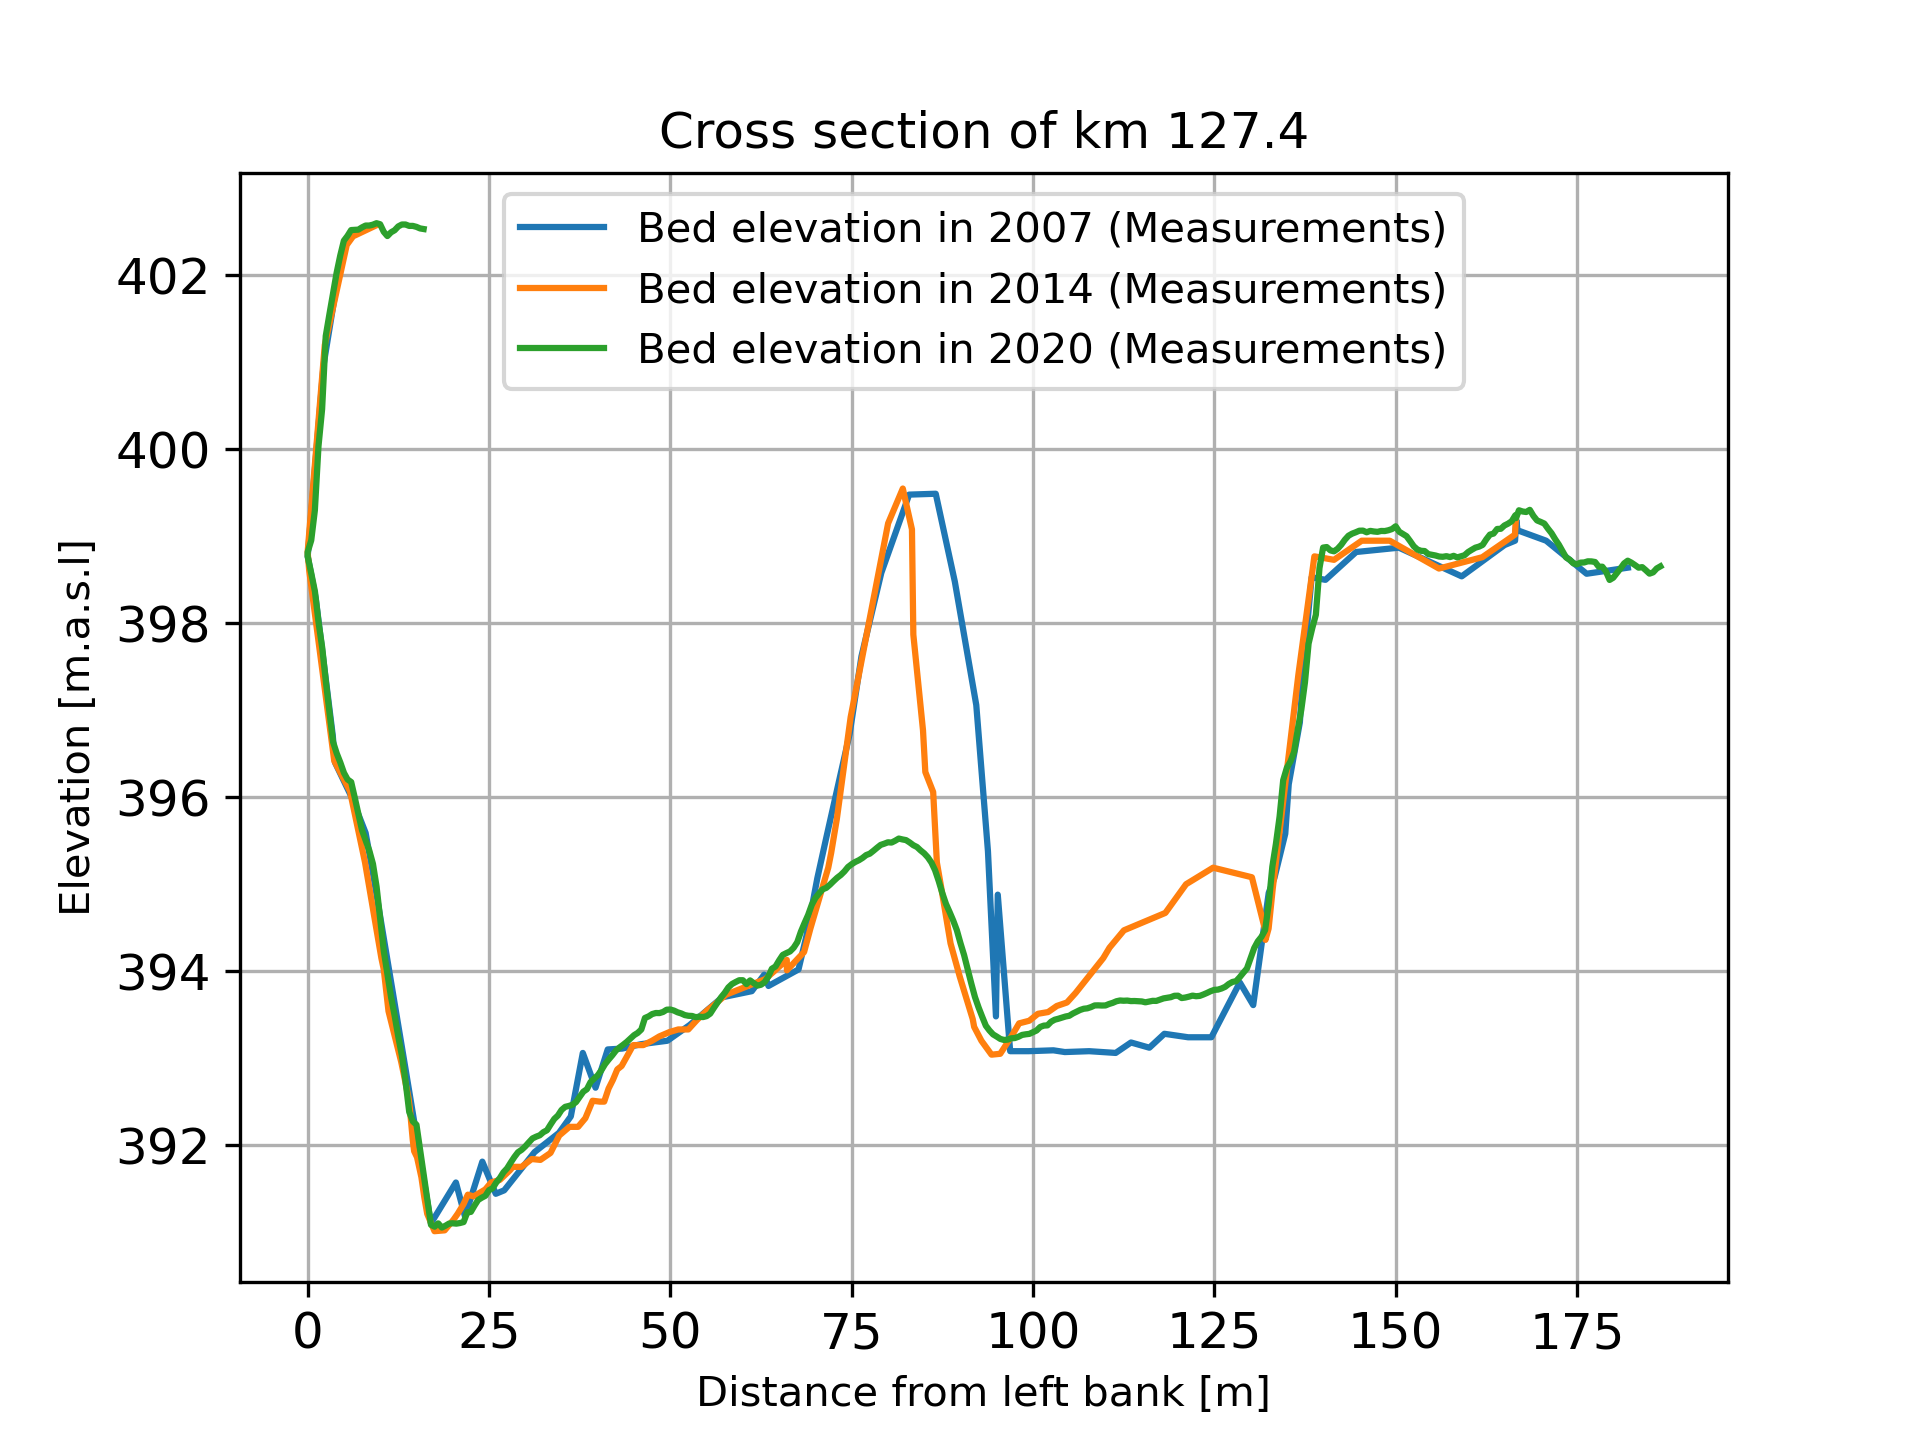 Cross section of km 127.4
Bed elevation in 2007 (Measurements)
Bed elevation in 2014 (Measurements)
Bed elevation in 2020 (Measurements)
Elevation [m.a.s.l]
402
400
398
396
394
392
0 25 50 75 100 125 150 175
Distance from left bank [m]